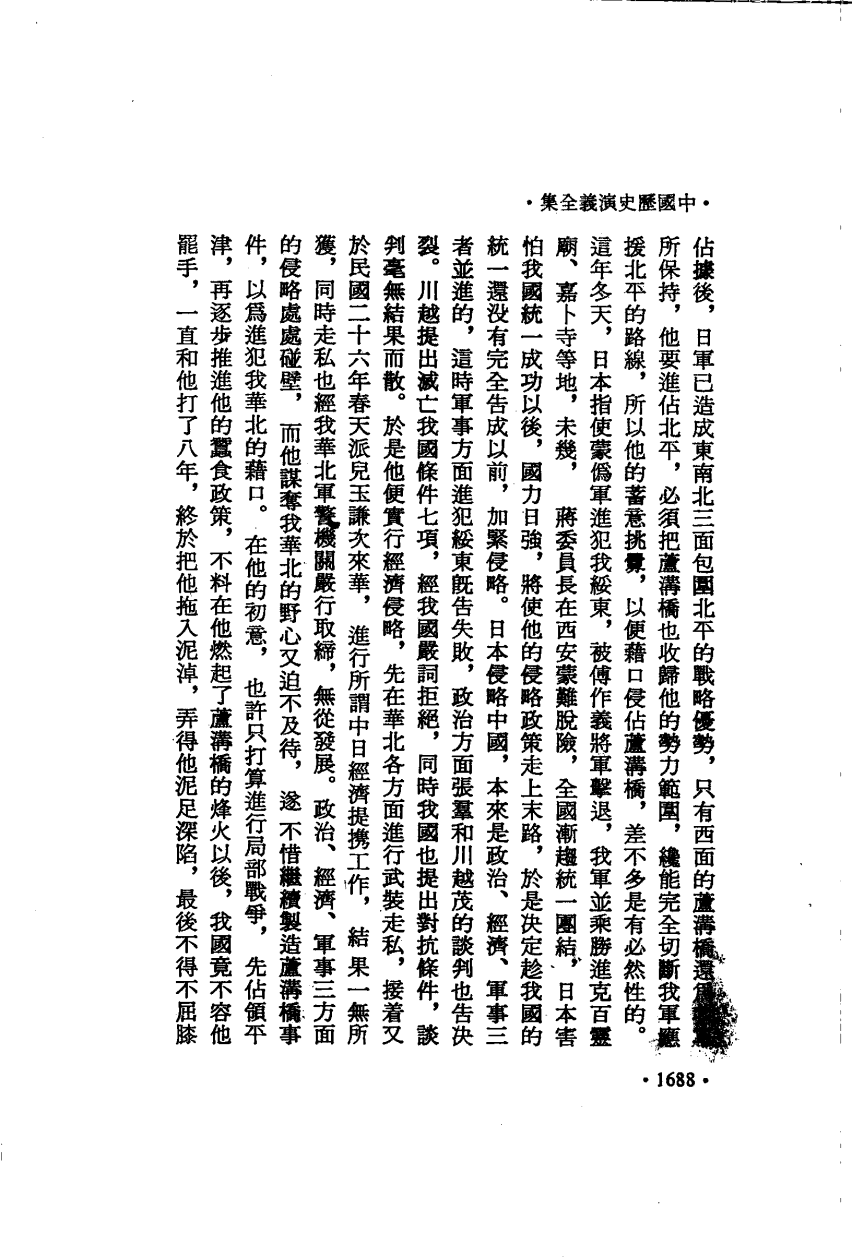 •中國歷史演義全集•
佔據後，日軍已造成東南北三面包圍北平的戰略優勢，只有西面的蘆溝橋還
所保持，他要進佔北平，必須把蘆溝橋也收歸他的勢力範圍，纔能完全切斷我軍應
援北平的路線，所以他的蓄意挑釁，以便藉口侵佔蘆溝橋，差不多是有必然性的。
這年冬天，日本指使蒙僞軍進犯我綏東，被傅作義將軍擊退，我軍並乘勝進克百靈
廟、嘉卜寺等地，未幾，　蔣委員長在西安蒙難脫險，全國漸趨統一團結，日本害
怕我國統一成功以後，國力日強，將使他的侵略政策走上末路，於是決定趁我國的
統一還没有完全告成以前，加緊侵略。日本侵略中國，本來是政治、經濟、軍事三
者並進的，這時軍事方面進犯綏東旣告失敗，政治方面張羣和川越茂的談判也告決
裂。川越提出滅亡我國條件七項，經我國嚴詞拒絕，同時我國也提出對抗條件，談
判毫無結果而散。於是他便實行經濟侵略，先在華北各方面進行武裝走私，接着又
於民國二十六年春天派兒玉謙次來華，進行所謂中日經濟提携工作，結果一無所
獲，同時走私也經我華北軍警機關嚴行取締，無從發展。政治、經濟、軍事三方面
的侵略處處碰壁，而他謀奪我華北的野心又迫不及待，遂不惜繼續製造蘆溝橋事
件，以爲進犯我華北的藉口。在他的初意，也許只打算進行局部戰爭，先佔領平
津，再逐步推進他的蠶食政策，不料在他燃起了蘆溝橋的烽火以後，我國竟不容他
罷手，一直和他打了八年，終於把他拖入泥淖，弄得他泥足深陷，最後不得不屈膝
•1688•